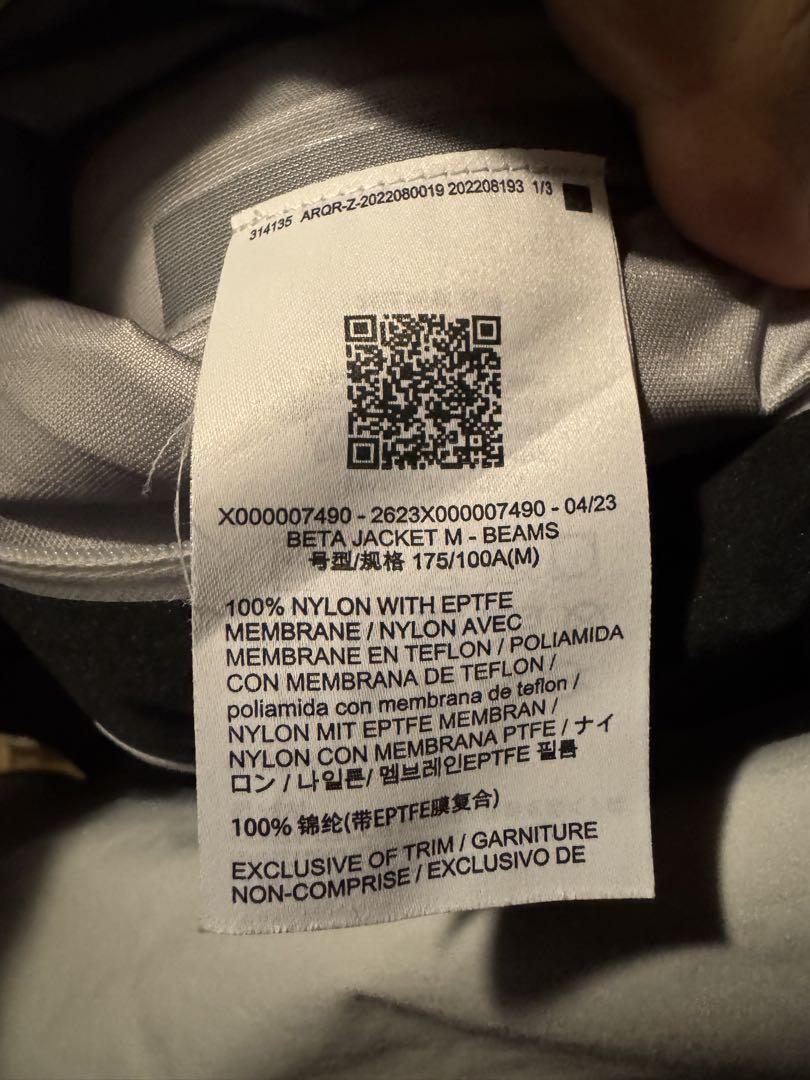 314135 ARQR-Z-2022080019 202208193 1/3
X000007490 - 2623X000007490 - 04/23
BETA JACKET M - BEAMS
号型/规格 175/100A(M)
100% NYLON WITH EPTFE
MEMBRANE / NYLON AVEC
MEMBRANE EN TEFLON / POLIAMIDA
CON MEMBRANA DE TEFLON /
poliamida con membrana de teflon /
NYLON MIT EPTFE MEMBRAN /
NYLON CON MEMBRANA PTFE / ナイ
ロン / 나일론/ 멤브레인EPTFE 필름
100% 锦纶(带EPTFE膜复合)
EXCLUSIVE OF TRIM / GARNITURE
NON-COMPRISE / EXCLUSIVO DE